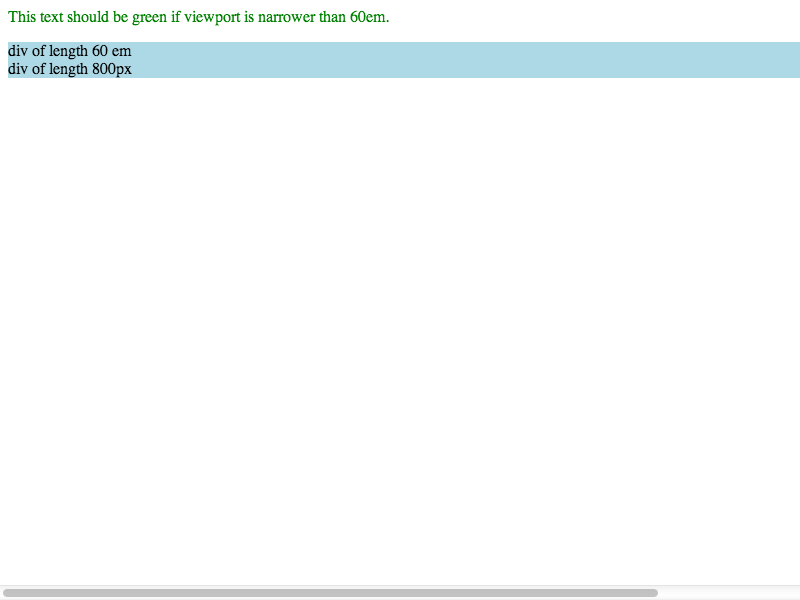 This text should be green if viewport is narrower than 60em.
div of length 60 em
div of length 800px